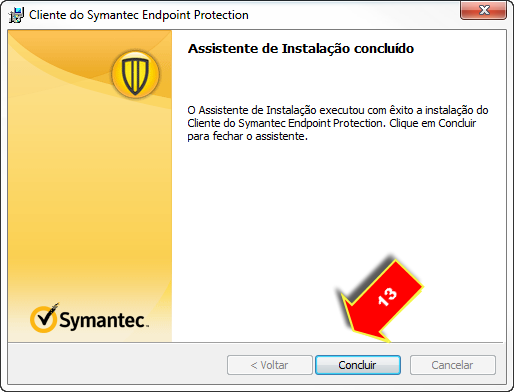 Cliente do Symantec Endpoint Protection
Assistente de Instalação concluído
O Assistente de Instalação executou com êxito a instalação do
Cliente do Symantec Endpoint Protection. Clique em Concluir
para fechar o assistente.
13
Symantec.
< Voltar
Concluir
Cancelar